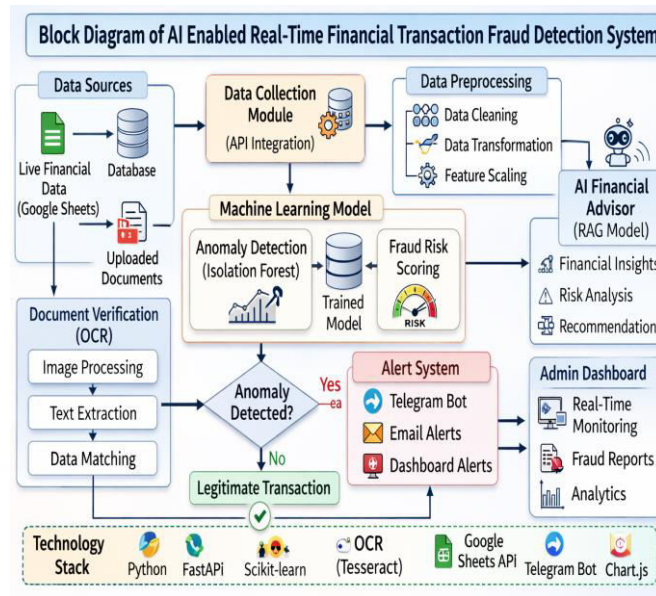 Block Diagram of AI Enabled Real-Time Financial Transaction Fraud Detection System
Data Sources
Live Financial
Data
(Google Sheets)
Database
Uploaded
Documents
Data Collection
Module
(API Integration)
Data Preprocessing
Data Cleaning
Data Transformation
Feature Scaling
AI Financial
Advisor
(RAG Model)
Financial Insights
Risk Analysis
Recommendation
Machine Learning Model
Anomaly Detection
(Isolation Forest)
Trained
Model
Fraud Risk
Scoring
RISK
Document Verification
(OCR)
Image Processing
Text Extraction
Data Matching
Anomaly
Detected?
Yes
ea
No
Legitimate Transaction
Alert System
Telegram Bot
Email Alerts
Dashboard Alerts
Admin Dashboard
Real-Time
Monitoring
Fraud Reports
Analytics
Technology
Stack
Python
FastAPi
Scikit-learn
OCR
(Tesseract)
Google
Sheets API
Telegram Bot
Chart.js